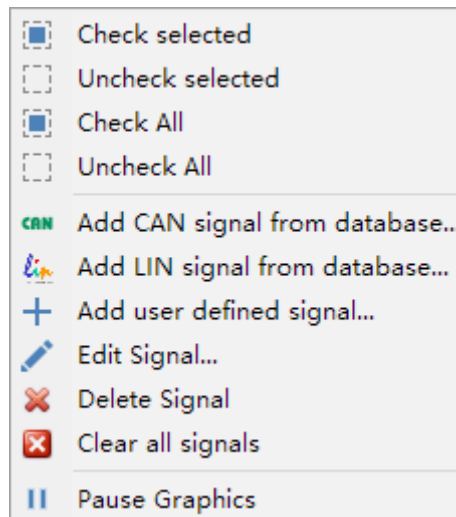 Check selected
Uncheck selected
Check All
Uncheck All
CAN Add CAN signal from database...
Lin Add LIN signal from database...
Add user defined signal...
Edit Signal...
Delete Signal
Clear all signals
Pause Graphics